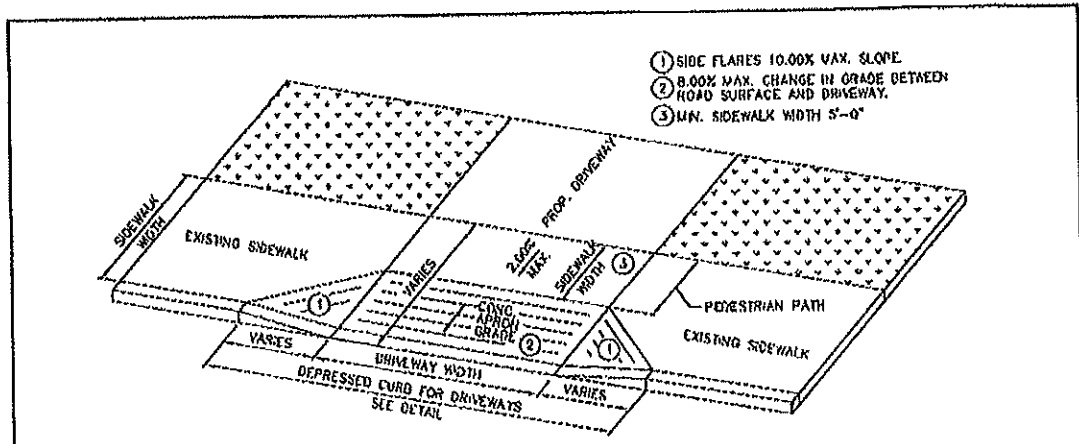 ① SIDE FLARES 10.00% MAX. SLOPE.
② 8.00% MAX. CHANGE IN GRADE BETWEEN
ROAD SURFACE AND DRIVEWAY.
③ MIN. SIDEWALK WIDTH 5'-0"
PROP. DRIVEWAY
SIDEWALK
WIDTH
EXISTING SIDEWALK
VARIES
2.00%
MAX.
SIDEWALK
WIDTH
③
PEDESTRIAN PATH
①
CONC.
APRON
GRADE
②
①
EXISTING SIDEWALK
VARIES
DRIVEWAY WIDTH
VARIES
DEPRESSED CURB FOR DRIVEWAYS
SEE DETAIL